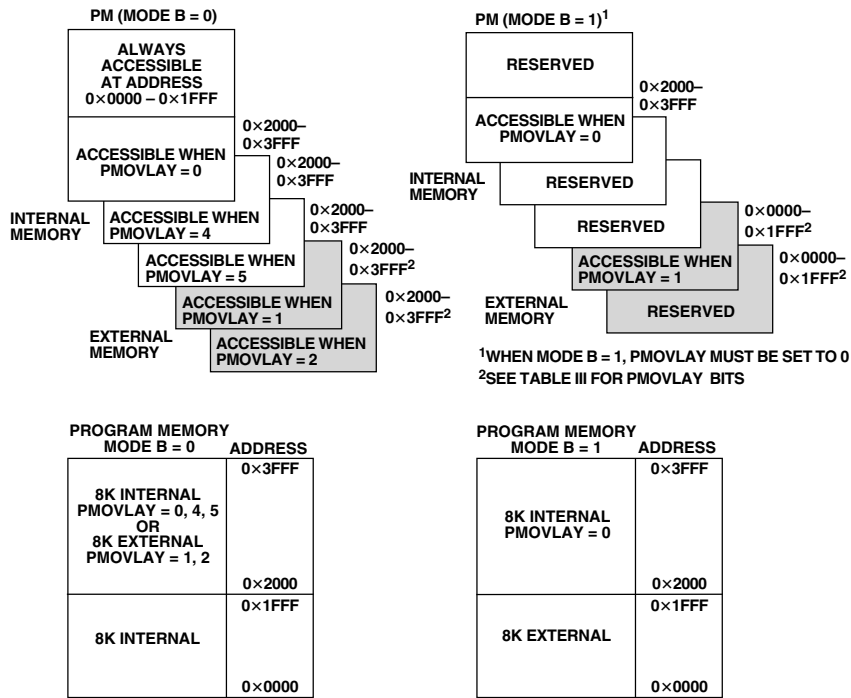 PM (MODE B = 0)
ALWAYS
ACCESSIBLE
AT ADDRESS
0×0000 – 0×1FFF
0×2000–
0×3FFF
ACCESSIBLE WHEN
PMOVLAY = 0
0×2000–
0×3FFF
INTERNAL
MEMORY
ACCESSIBLE WHEN
PMOVLAY = 4
0×2000–
0×3FFF
ACCESSIBLE WHEN
PMOVLAY = 5
0×2000–
0×3FFF²
ACCESSIBLE WHEN
PMOVLAY = 1
0×2000–
0×3FFF²
EXTERNAL
MEMORY
ACCESSIBLE WHEN
PMOVLAY = 2
PM (MODE B = 1)¹
RESERVED
0×2000–
0×3FFF
ACCESSIBLE WHEN
PMOVLAY = 0
INTERNAL
MEMORY
RESERVED
RESERVED
0×0000–
0×1FFF²
ACCESSIBLE WHEN
PMOVLAY = 1
0×0000–
0×1FFF²
EXTERNAL
MEMORY
RESERVED
¹WHEN MODE B = 1, PMOVLAY MUST BE SET TO 0
²SEE TABLE III FOR PMOVLAY BITS
PROGRAM MEMORY
MODE B = 0
ADDRESS
0×3FFF
8K INTERNAL
PMOVLAY = 0, 4, 5
OR
8K EXTERNAL
PMOVLAY = 1, 2
0×2000
0×1FFF
8K INTERNAL
0×0000
PROGRAM MEMORY
MODE B = 1
ADDRESS
0×3FFF
8K INTERNAL
PMOVLAY = 0
0×2000
0×1FFF
8K EXTERNAL
0×0000